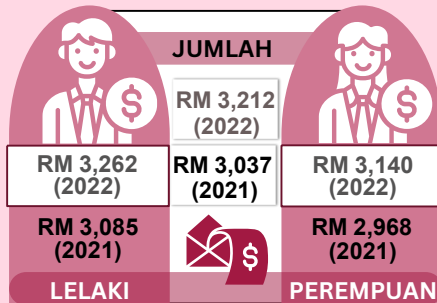 JUMLAH
$
$
RM 3,212
(2022)
RM 3,262
(2022)
RM 3,037
(2021)
RM 3,140
(2022)
RM 3,085
(2021)
RM 2,968
(2021)
$
LELAKI
PEREMPUAN